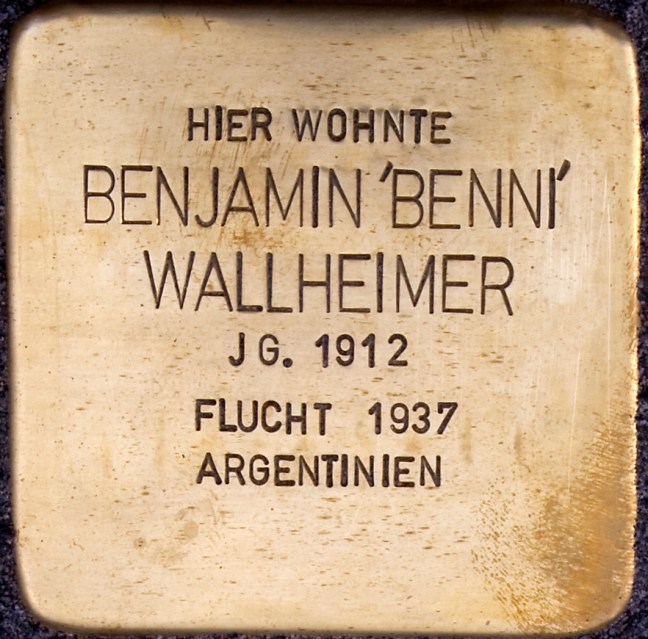 HIER WOHNTE
BENJAMIN 'BENNI'
WALLHEIMER
JG. 1912
FLUCHT 1937
ARGENTINIEN